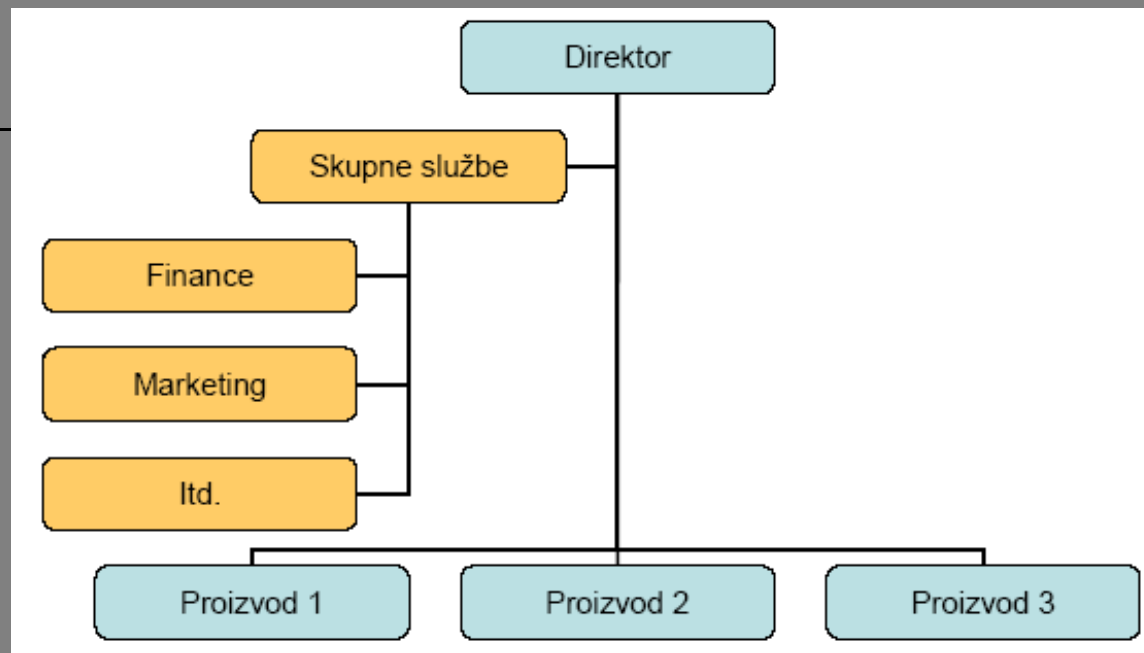 Direktor
Skupne službe
Finance
Marketing
Itd.
Proizvod 1
Proizvod 2
Proizvod 3